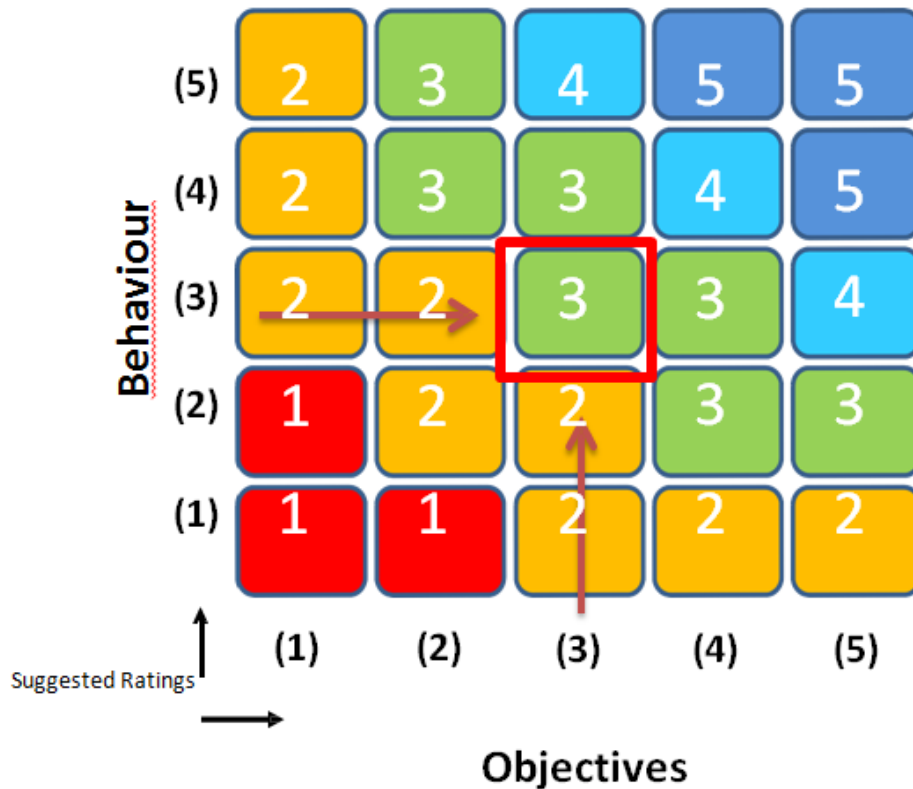 (5) 2 3 4 5 5
(4) 2 3 3 4 5
Behaviour
(3) 2 2 3 3 4
(2) 1 2 2 3 3
(1) 1 1 2 2 2
(1) (2) (3) (4) (5)
Suggested Ratings
Objectives